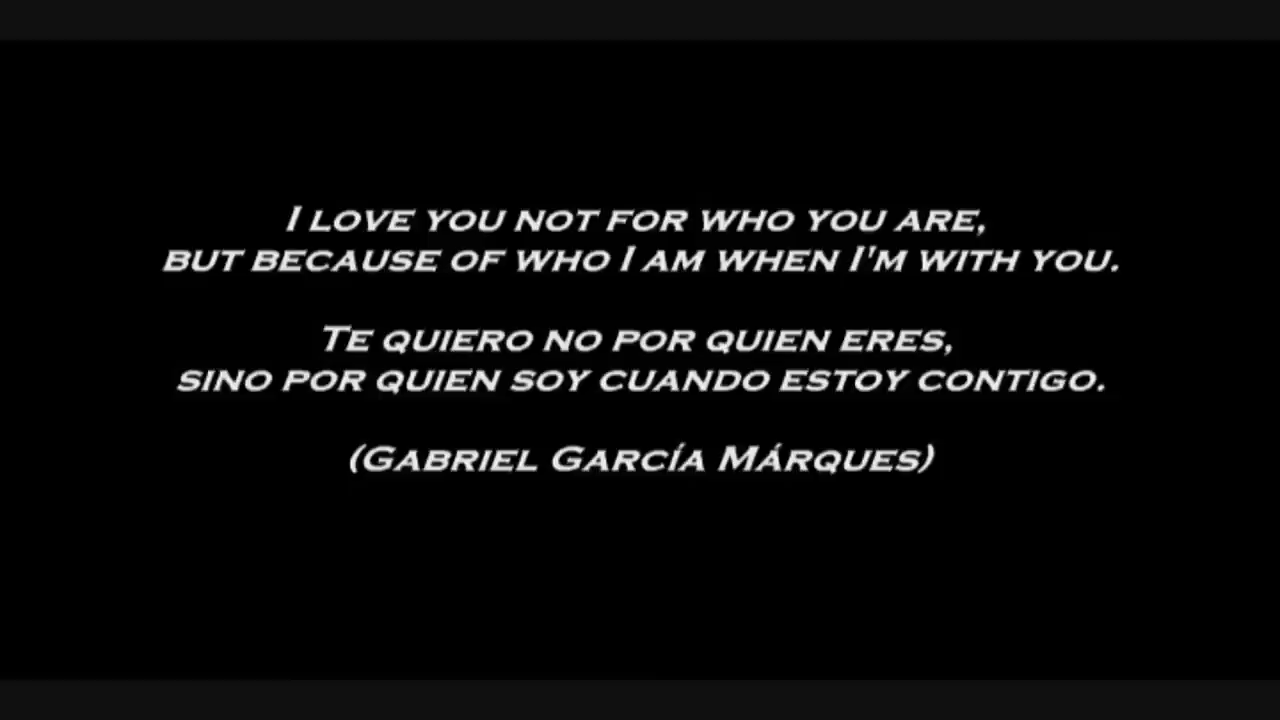 I LOVE YOU NOT FOR WHO YOU ARE,
BUT BECAUSE OF WHO I AM WHEN I'M WITH YOU.
TE QUIERO NO POR QUIEN ERES,
SINO POR QUIEN SOY CUANDO ESTOY CONTIGO.
(GABRIEL GARCÍA MÁRQUES)